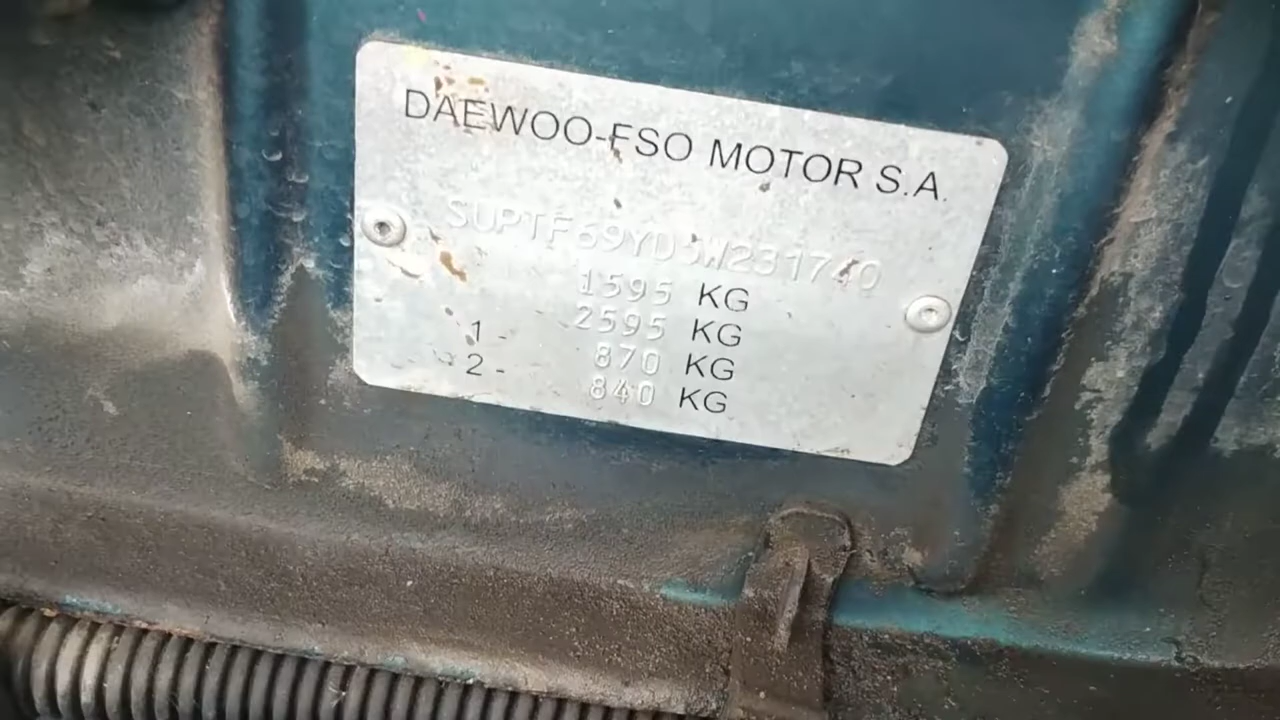 DAEWOO-FSO MOTOR S.A.
SUPTF69YD5W231740
1595 KG
2595 KG
1 - 870 KG
2 - 840 KG